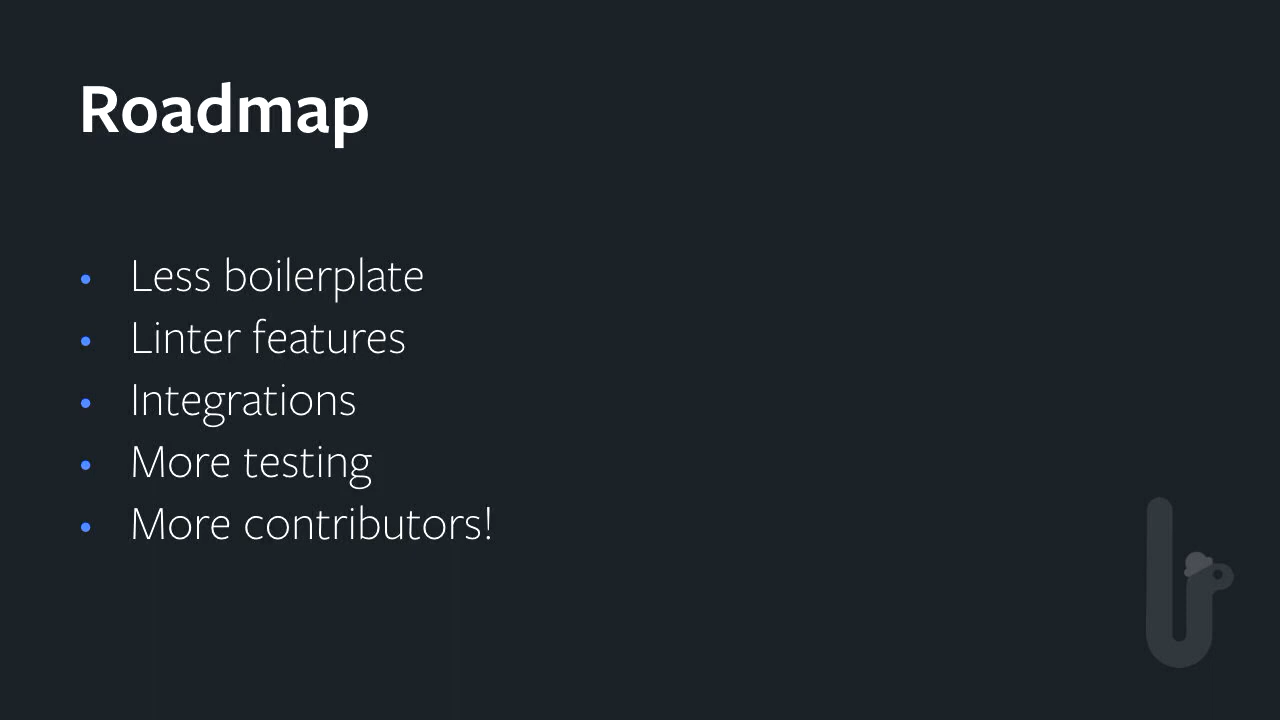 Roadmap
• Less boilerplate
• Linter features
• Integrations
• More testing
• More contributors!